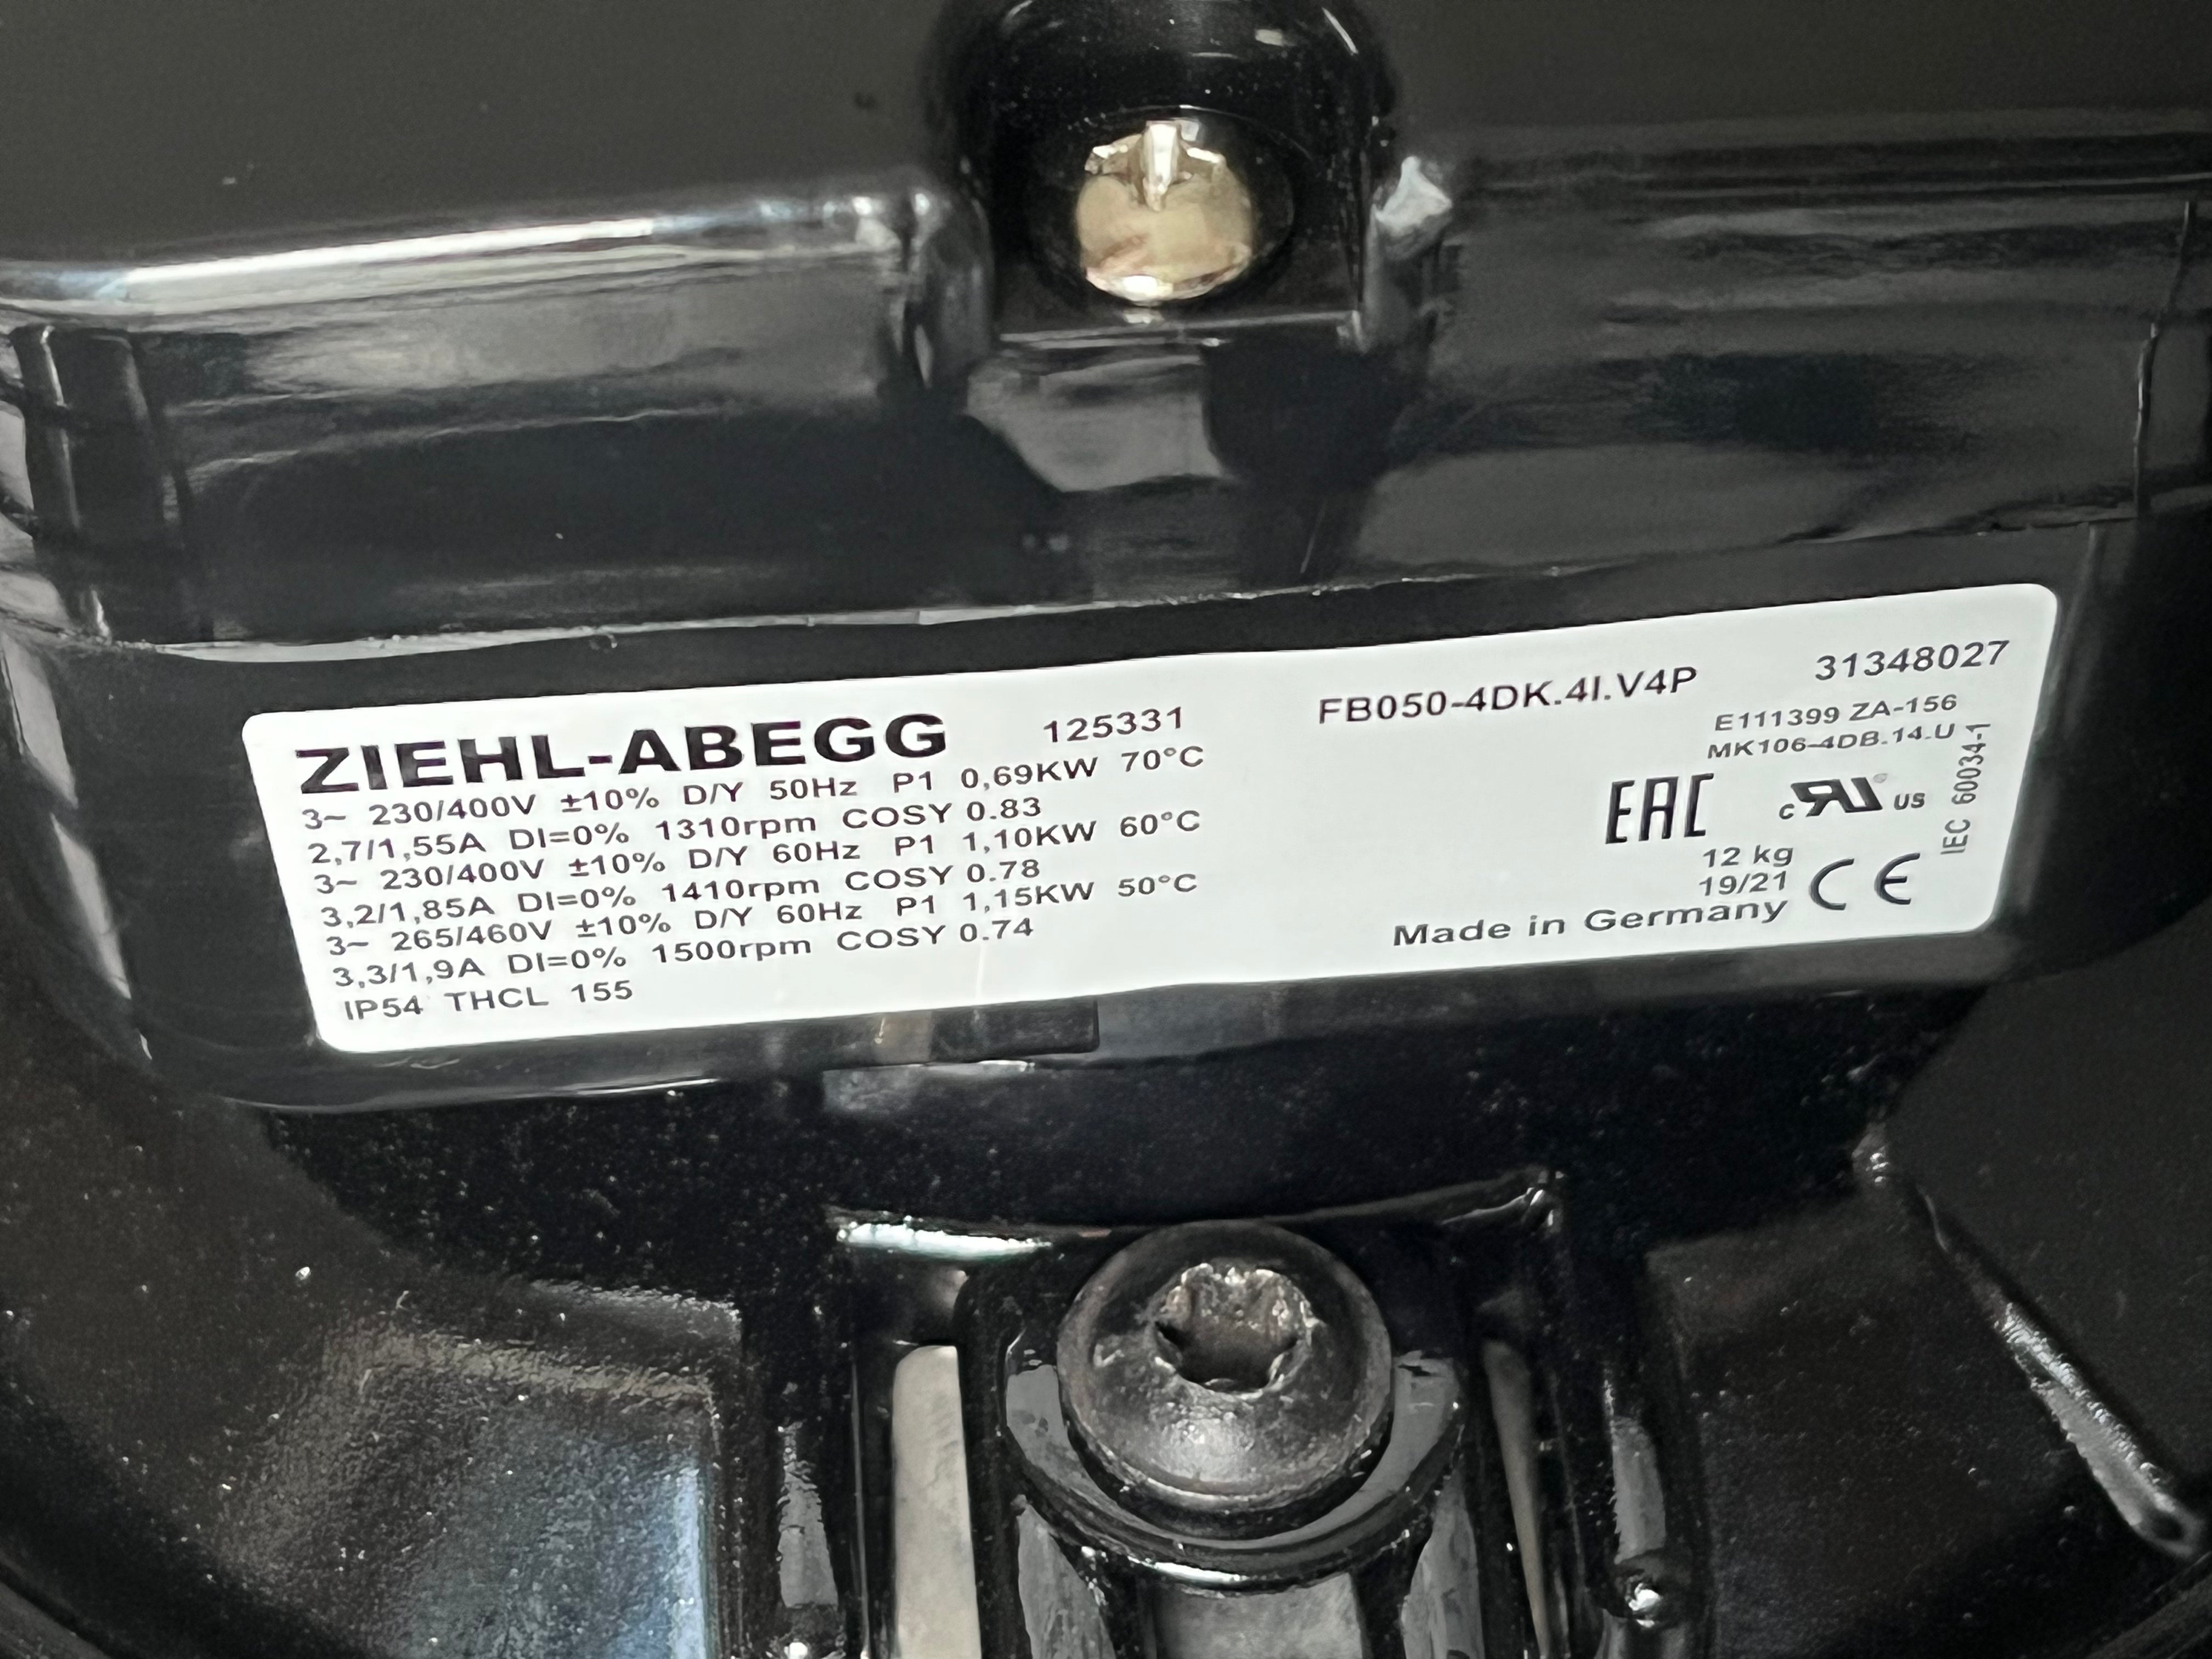 ZIEHL-ABEGG 125331 FB050-4DK.4I.V4P 31348027
3~ 230/400V ±10% D/Y 50Hz P1 0,69KW 70°C
2,7/1,55A DI=0% 1310rpm COSY 0.83
3~ 230/400V ±10% D/Y 60Hz P1 1,10KW 60°C
3,2/1,85A DI=0% 1410rpm COSY 0.78
3~ 265/460V ±10% D/Y 60Hz P1 1,15KW 50°C
3,3/1,9A DI=0% 1500rpm COSY 0.74
IP54 THCL 155
E111399 ZA-156
MK106-4DB.14.U
IEC 60034-1
EAC c RU ® US
12 kg
19/21 CE
Made in Germany